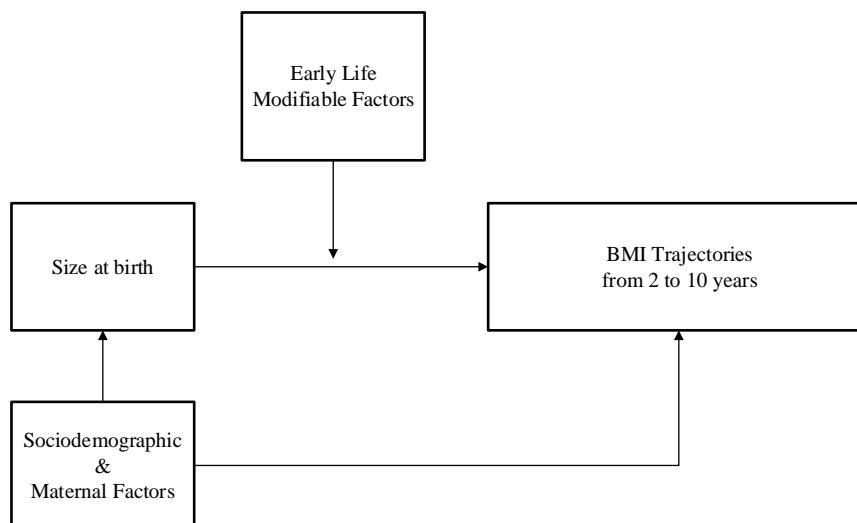 Early Life
Modifiable Factors
Size at birth
BMI Trajectories
from 2 to 10 years
Sociodemographic
&
Maternal Factors